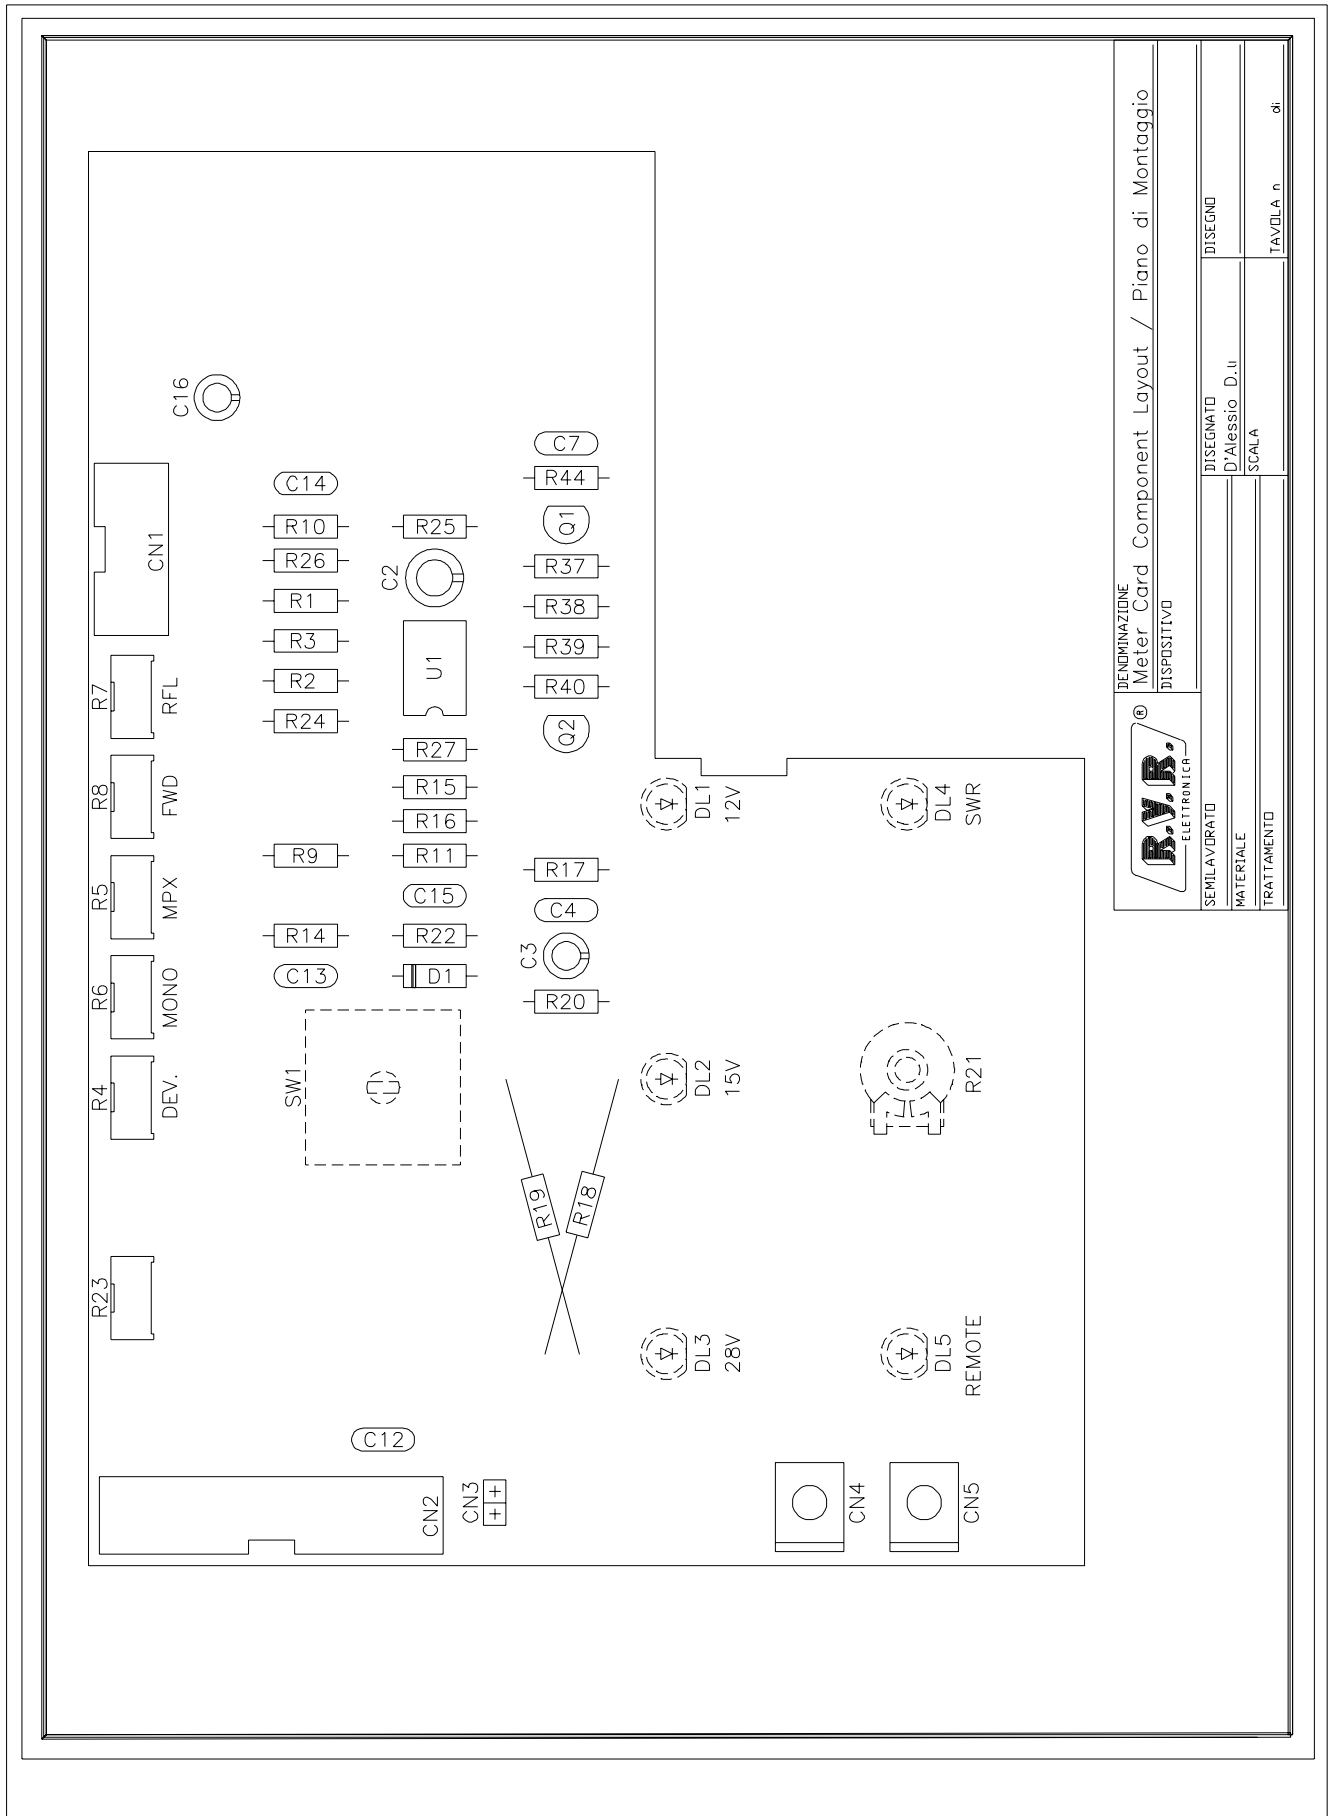 R7
RFL
R8
FWD
R5
MPX
R6
MONO
R4
DEV.
R23
CN1
C16
C14
R10
R26
R1
R3
R2
R24
R9
R14
C13
SW1
R25
C2
U1
R27
R15
R16
R11
C15
R22
D1
C7
R44
Q1
R37
R38
R39
R40
Q2
R17
C4
C3
R20
R19
R18
DL1
12V
DL2
15V
DL3
28V
DL4
SWR
R21
DL5
REMOTE
C12
CN2
CN3
+ +
CN4
CN5
R.V.R. ®
ELETTRONICA
DENOMINAZIONE
Meter Card Component Layout / Piano di Montaggio
DISPOSITIVO
SEMILAVORATO
MATERIALE
TRATTAMENTO
DISEGNATO
D'Alessio D.u
SCALA
DISEGNO
TAVOLA n di